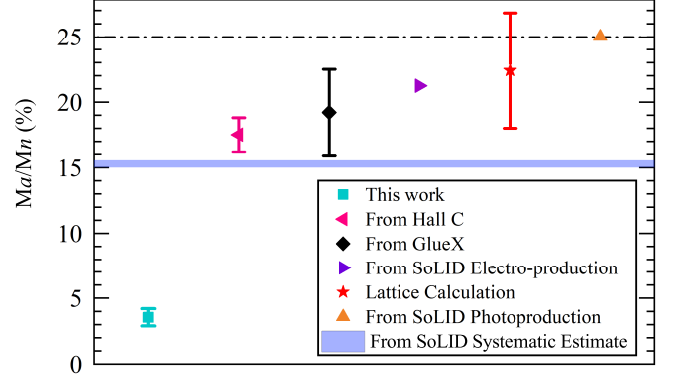 25
20
15
10
5
0
Ma/Mn (%)
This work
From Hall C
From GlueX
From SoLID Electro-production
Lattice Calculation
From SoLID Photoproduction
From SoLID Systematic Estimate